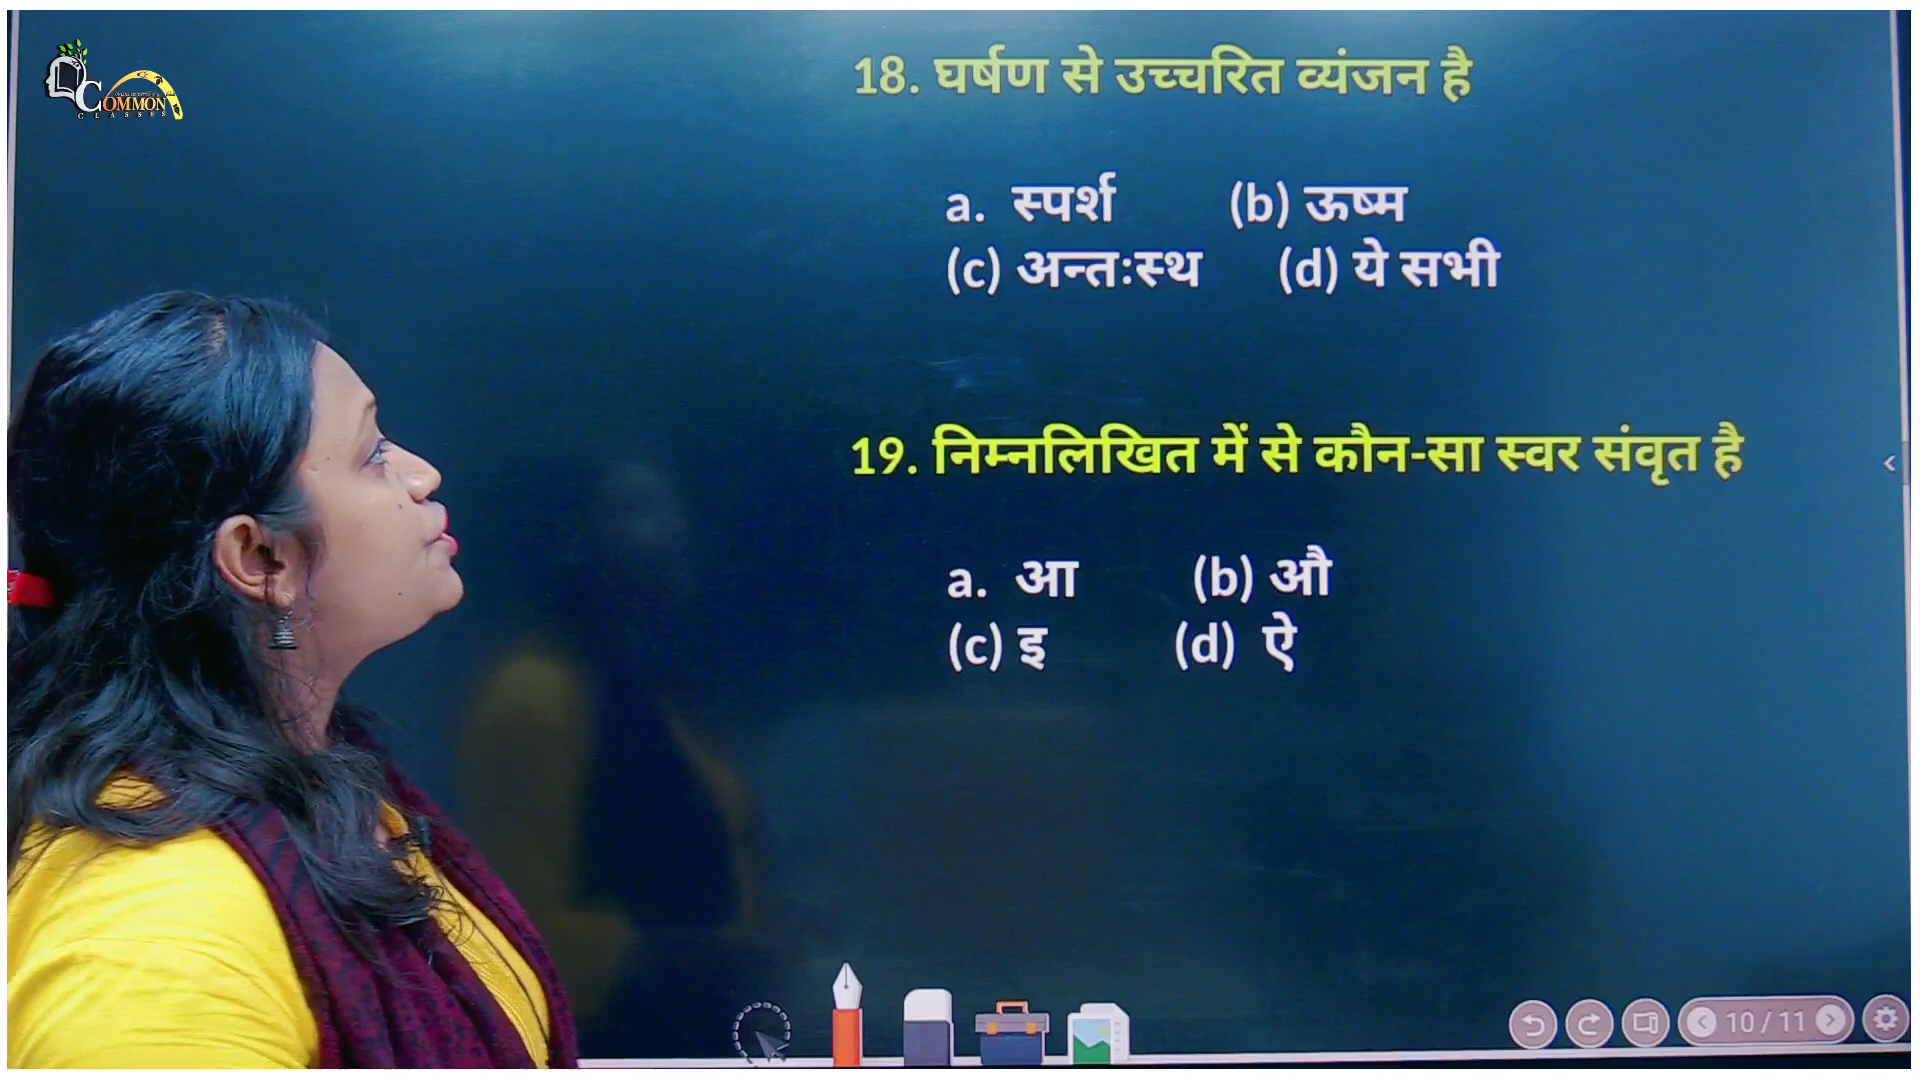 COMMON
CLASSES
18. घर्षण से उच्चरित व्यंजन है
a. स्पर्श (b) ऊष्म
(c) अन्तःस्थ (d) ये सभी
19. निम्नलिखित में से कौन-सा स्वर संवृत है
a. आ (b) औ
(c) इ (d) ऐ
10 / 11